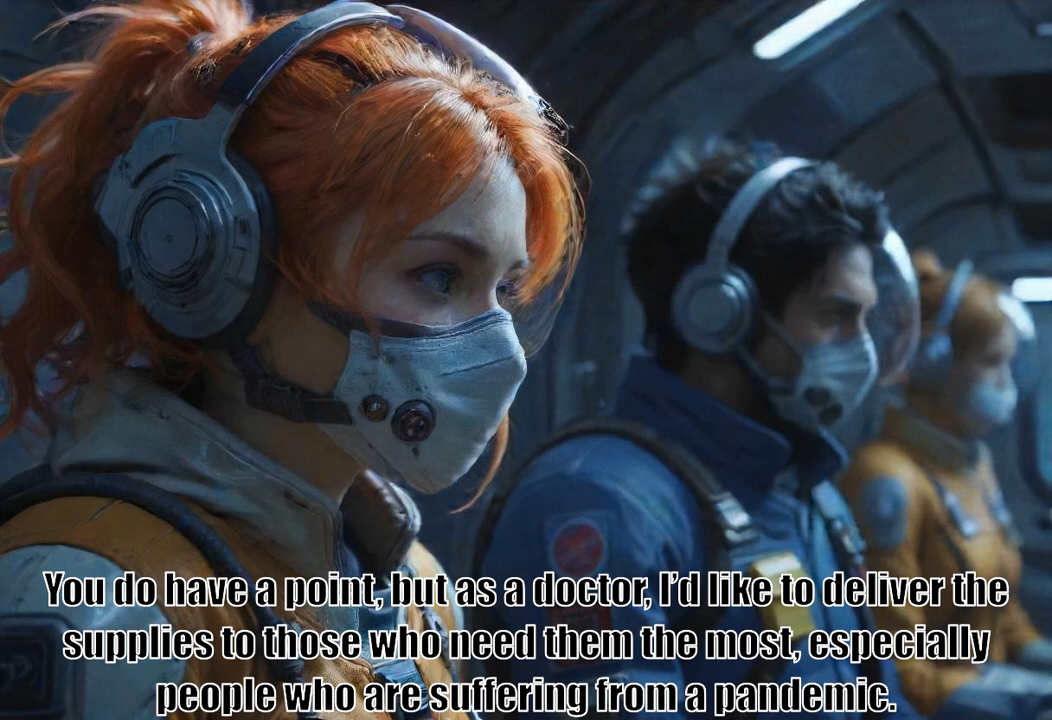 You do have a point, but as a doctor, I'd like to deliver the
supplies to those who need them the most, especially
people who are suffering from a pandemic.